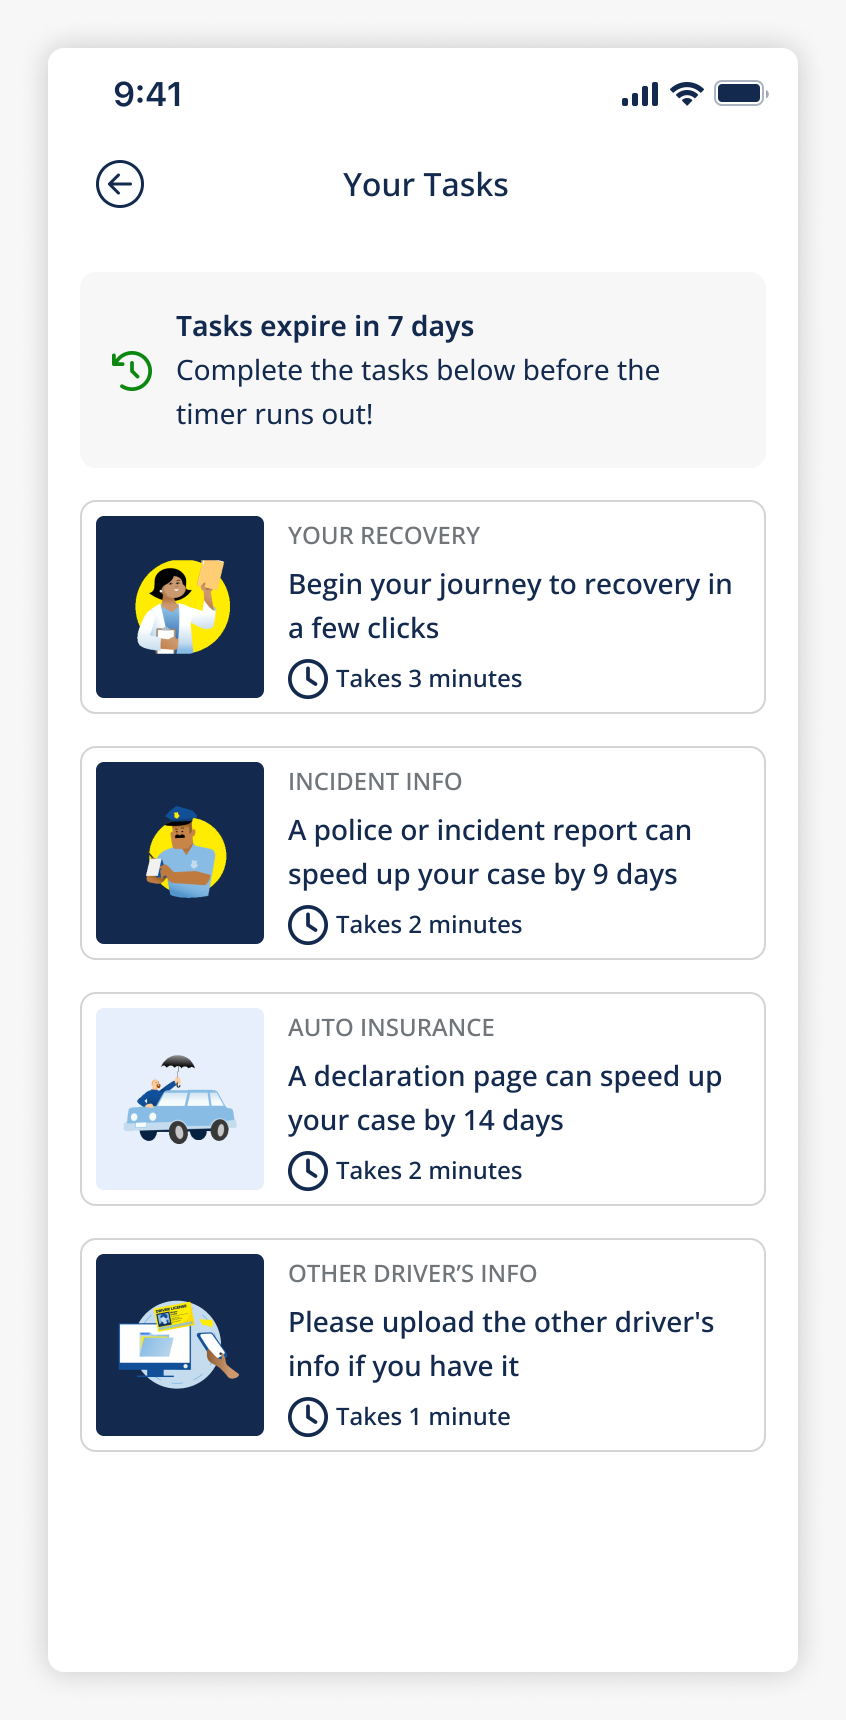 9:41
Your Tasks
Tasks expire in 7 days
Complete the tasks below before the
timer runs out!
YOUR RECOVERY
Begin your journey to recovery in
a few clicks
Takes 3 minutes
INCIDENT INFO
A police or incident report can
speed up your case by 9 days
Takes 2 minutes
AUTO INSURANCE
A declaration page can speed up
your case by 14 days
Takes 2 minutes
DRIVER LICENSE
OTHER DRIVER’S INFO
Please upload the other driver's
info if you have it
Takes 1 minute